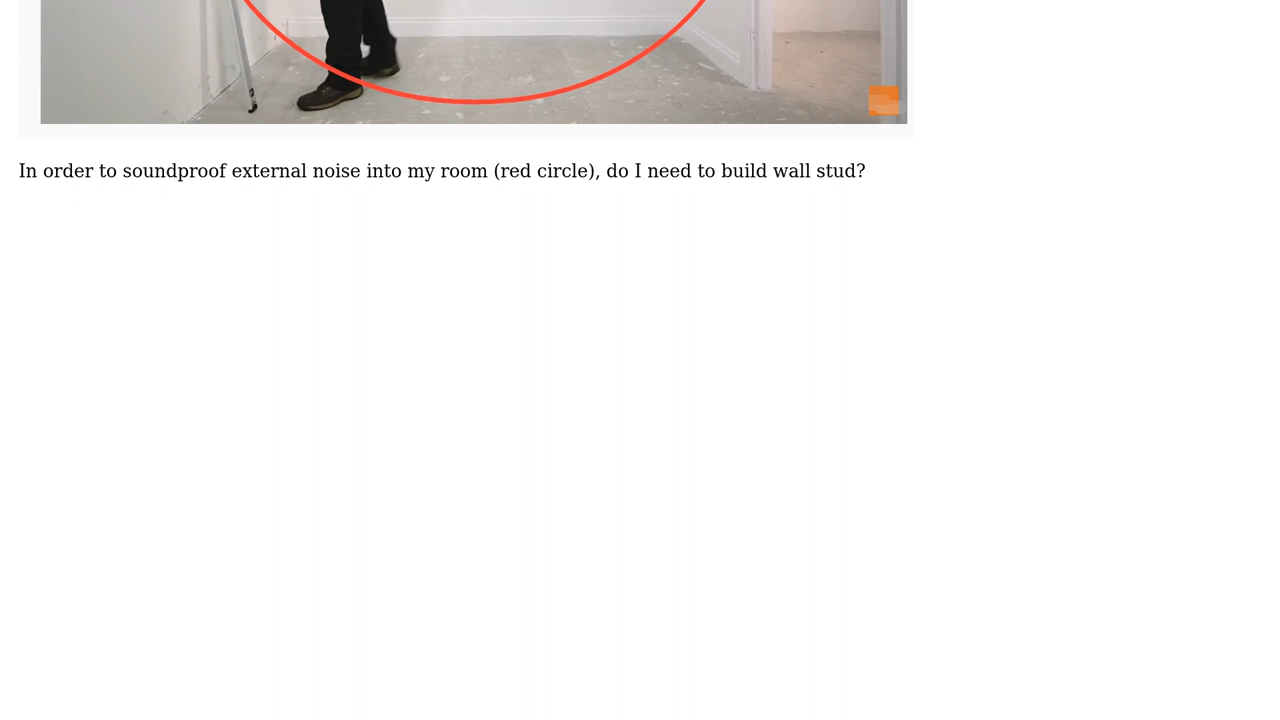 In order to soundproof external noise into my room (red circle), do I need to build wall stud?